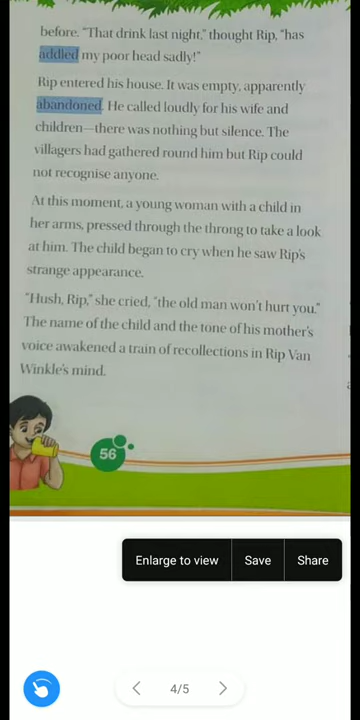 before. "That drink last night," thought Rip, "has
addled my poor head sadly!"
Rip entered his house. It was empty, apparently
abandoned. He called loudly for his wife and
children—there was nothing but silence. The
villagers had gathered round him but Rip could
not recognise anyone.
At this moment, a young woman with a child in
her arms, pressed through the throng to take a look
at him. The child began to cry when he saw Rip's
strange appearance.
"Hush, Rip," she cried, "the old man won't hurt you."
The name of the child and the tone of his mother's
voice awakened a train of recollections in Rip Van
Winkle's mind.
56
Enlarge to view Save Share
4/5